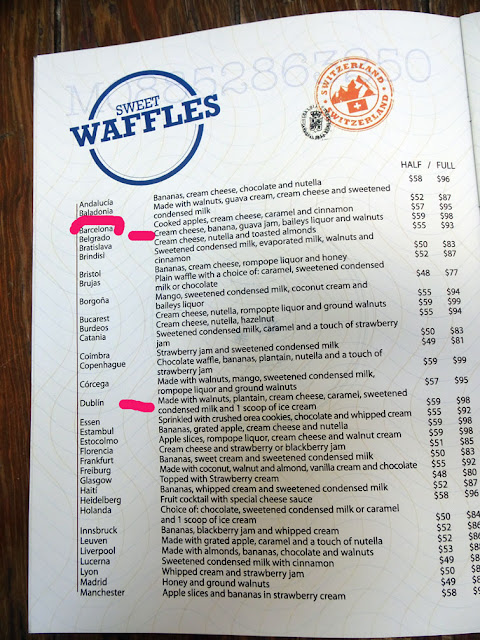 M08852867350
SWEET
WAFFLES
SWITZERLAND
SWITZERLAND
HALF / FULL
Andalucía Bananas, cream cheese, chocolate and nutella $58 $96
Baladonia Made with walnuts, guava cream, cream cheese and sweetened
condensed milk $52 $87
Barcelona Cooked apples, cream cheese, caramel and cinnamon $57 $95
Belgrado Cream cheese, banana, guava jam, baileys liquor and walnuts $59 $98
Bratislava Cream cheese, nutella and toasted almonds $55 $93
Brindisi Sweetened condensed milk, evaporated milk, walnuts and
cinnamon $50 $83
Bristol Bananas, cream cheese, rompope liquor and honey $52 $87
Brujas Plain waffle with a choice of: caramel, sweetened condensed
milk or chocolate $48 $77
Borgoña Mango, sweetened condensed milk, coconut cream and
baileys liquor $55 $94
Bucarest Cream cheese, nutella, rompopte liquor and ground walnuts $59 $99
Burdeos Cream cheese, nutella, hazelnut $55 $94
Catania Sweetened condensed milk, caramel and a touch of strawberry
jam $50 $83
Coimbra Strawberry jam and sweetened condensed milk $49 $81
Copenhague Chocolate waffle, bananas, plantain, nutella and a touch of
strawberry jam $59 $99
Córcega Made with walnuts, mango, sweetened condensed milk,
rompope liquor and ground walnuts $57 $95
Dublín Made with walnuts, plantain, cream cheese, caramel, sweetened
condensed milk and 1 scoop of ice cream $59 $98
Essen Sprinkled with crushed orea cookies, chocolate and whipped cream $55 $92
Estambul Bananas, grated apple, cream cheese and nutella $59 $98
Estocolmo Apple slices, rompope liquor, cream cheese and walnut cream $59 $98
Florencia Cream cheese and strawberry or blackberry jam $51 $85
Frankfurt Bananas, sweet cream and sweetened condensed milk $50 $83
Freiburg Made with coconut, walnut and almonds, vanilla cream and chocolate $55 $92
Glasgow Topped with Strawberry cream $48 $80
Haití Bananas, whipped cream and sweetened condensed milk $52 $87
Heidelberg Fruit cocktail with special cheese sauce $58 $96
Holanda Choice of: chocolate, sweetened condensed milk or caramel
and 1 scoop of ice cream $50 $84
Innsbruck Bananas, blackberry jam and whipped cream $52 $86
Leuven Made with grated apple, caramel and a touch of nutella $52
Liverpool Made with almonds, bananas, chocolate and walnuts $53
Lucerna Sweetened condensed milk with cinnamon $49
Lyon Whipped cream and strawberry jam $50
Madrid Honey and ground walnuts $49
Manchester Apple slices and bananas in strawberry cream $58